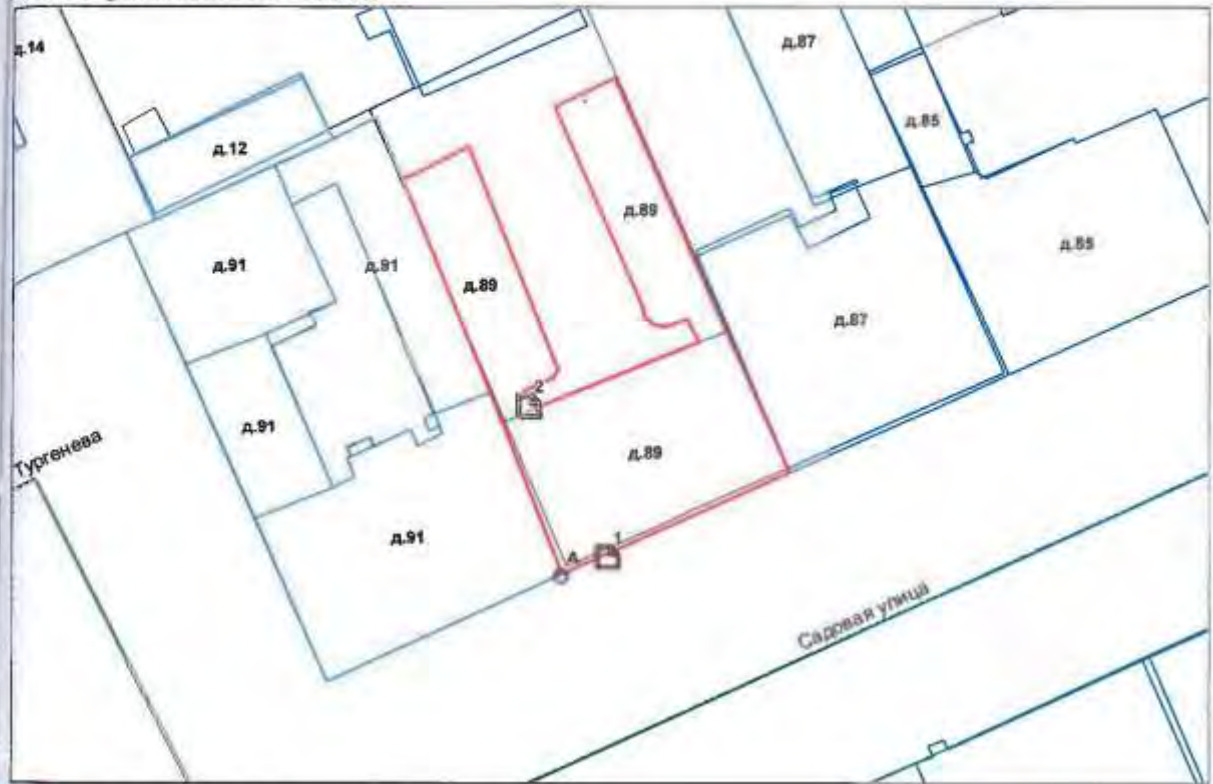 д.14
д.87
д.12
д.85
д.89
д.91
д.91
д.89
д.85
д.87
2
Тургенева
д.91
д.89
д.91
А
1
Садовая улица